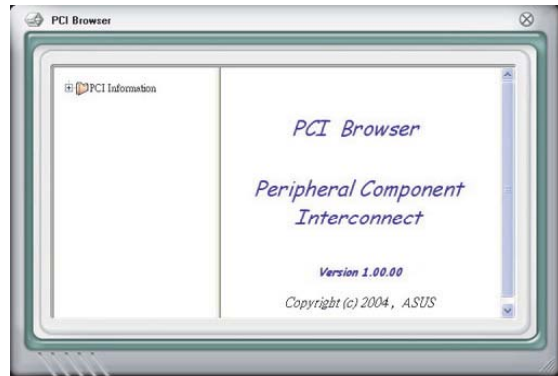 PCI Browser
PCI Information
PCI Browser
Peripheral Component
Interconnect
Version 1.00.00
Copyright (c) 2004, ASUS